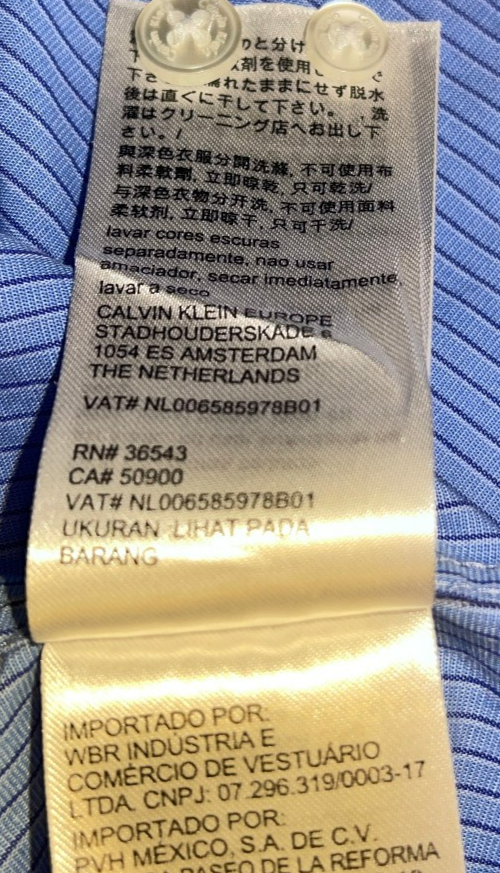 のと分け
剤を使用
濡れたままにせず脱水
後は直ぐに干して下さい。 、洗
濯はクリーニング店へお出し下
さい。/
與深色衣服分開洗滌, 不可使用布
料柔軟劑, 立即晾乾, 只可乾洗/
与深色衣物分开洗, 不可使用面料
柔软剂, 立即晾干, 只可干洗/
lavar cores escuras
separadamente, nao usar
amaciador, secar imediatamente,
lavar a seco
CALVIN KLEIN EUROPE
STADHOUDERSKADE 6
1054 ES AMSTERDAM
THE NETHERLANDS
VAT# NL006585978B01
RN# 36543
CA# 50900
VAT# NL006585978B01
UKURAN :LIHAT PADA
BARANG
IMPORTADO POR:
WBR INDÚSTRIA E
COMÉRCIO DE VESTUÁRIO
LTDA. CNPJ: 07.296.319/0003-17
IMPORTADO POR:
PVH MÉXICO, S.A. DE C.V.
PASEO DE LA REFORMA